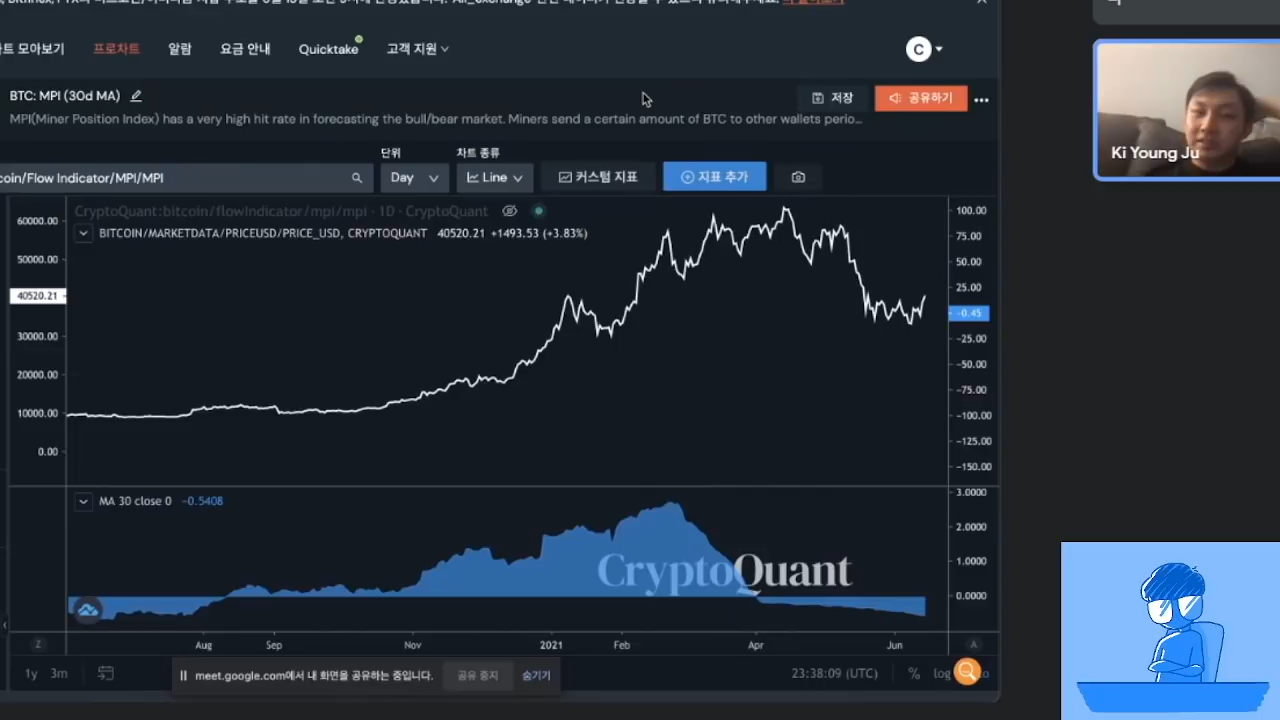 트 모아보기 프로차트 알람 요금 안내 Quicktake 고객 지원 C
BTC: MPI (30d MA) 저장 공유하기
MPI(Miner Position Index) has a very high hit rate in forecasting the bull/bear market. Miners send a certain amount of BTC to other wallets perio...
Ki Young Ju
단위 차트 종류
coin/Flow Indicator/MPI/MPI Day Line 커스텀 지표 지표 추가
CryptoQuant:bitcoin/flowIndicator/mpi/mpi · 1D · CryptoQuant
BITCOIN/MARKETDATA/PRICEUSD/PRICE_USD, CRYPTOQUANT 40520.21 +1493.53 (+3.83%)
60000.00
50000.00
40520.21
30000.00
20000.00
10000.00
0.00
100.00
75.00
50.00
25.00
-0.45
-25.00
-50.00
-75.00
-100.00
-125.00
-150.00
MA 30 close 0 -0.5408
3.0000
2.0000
1.0000
0.0000
CryptoQuant
Z Aug Sep Nov 2021 Feb Apr Jun A
1y 3m 23:38:09 (UTC) % log
meet.google.com에서 내 화면을 공유하는 중입니다. 공유 중지 숨기기